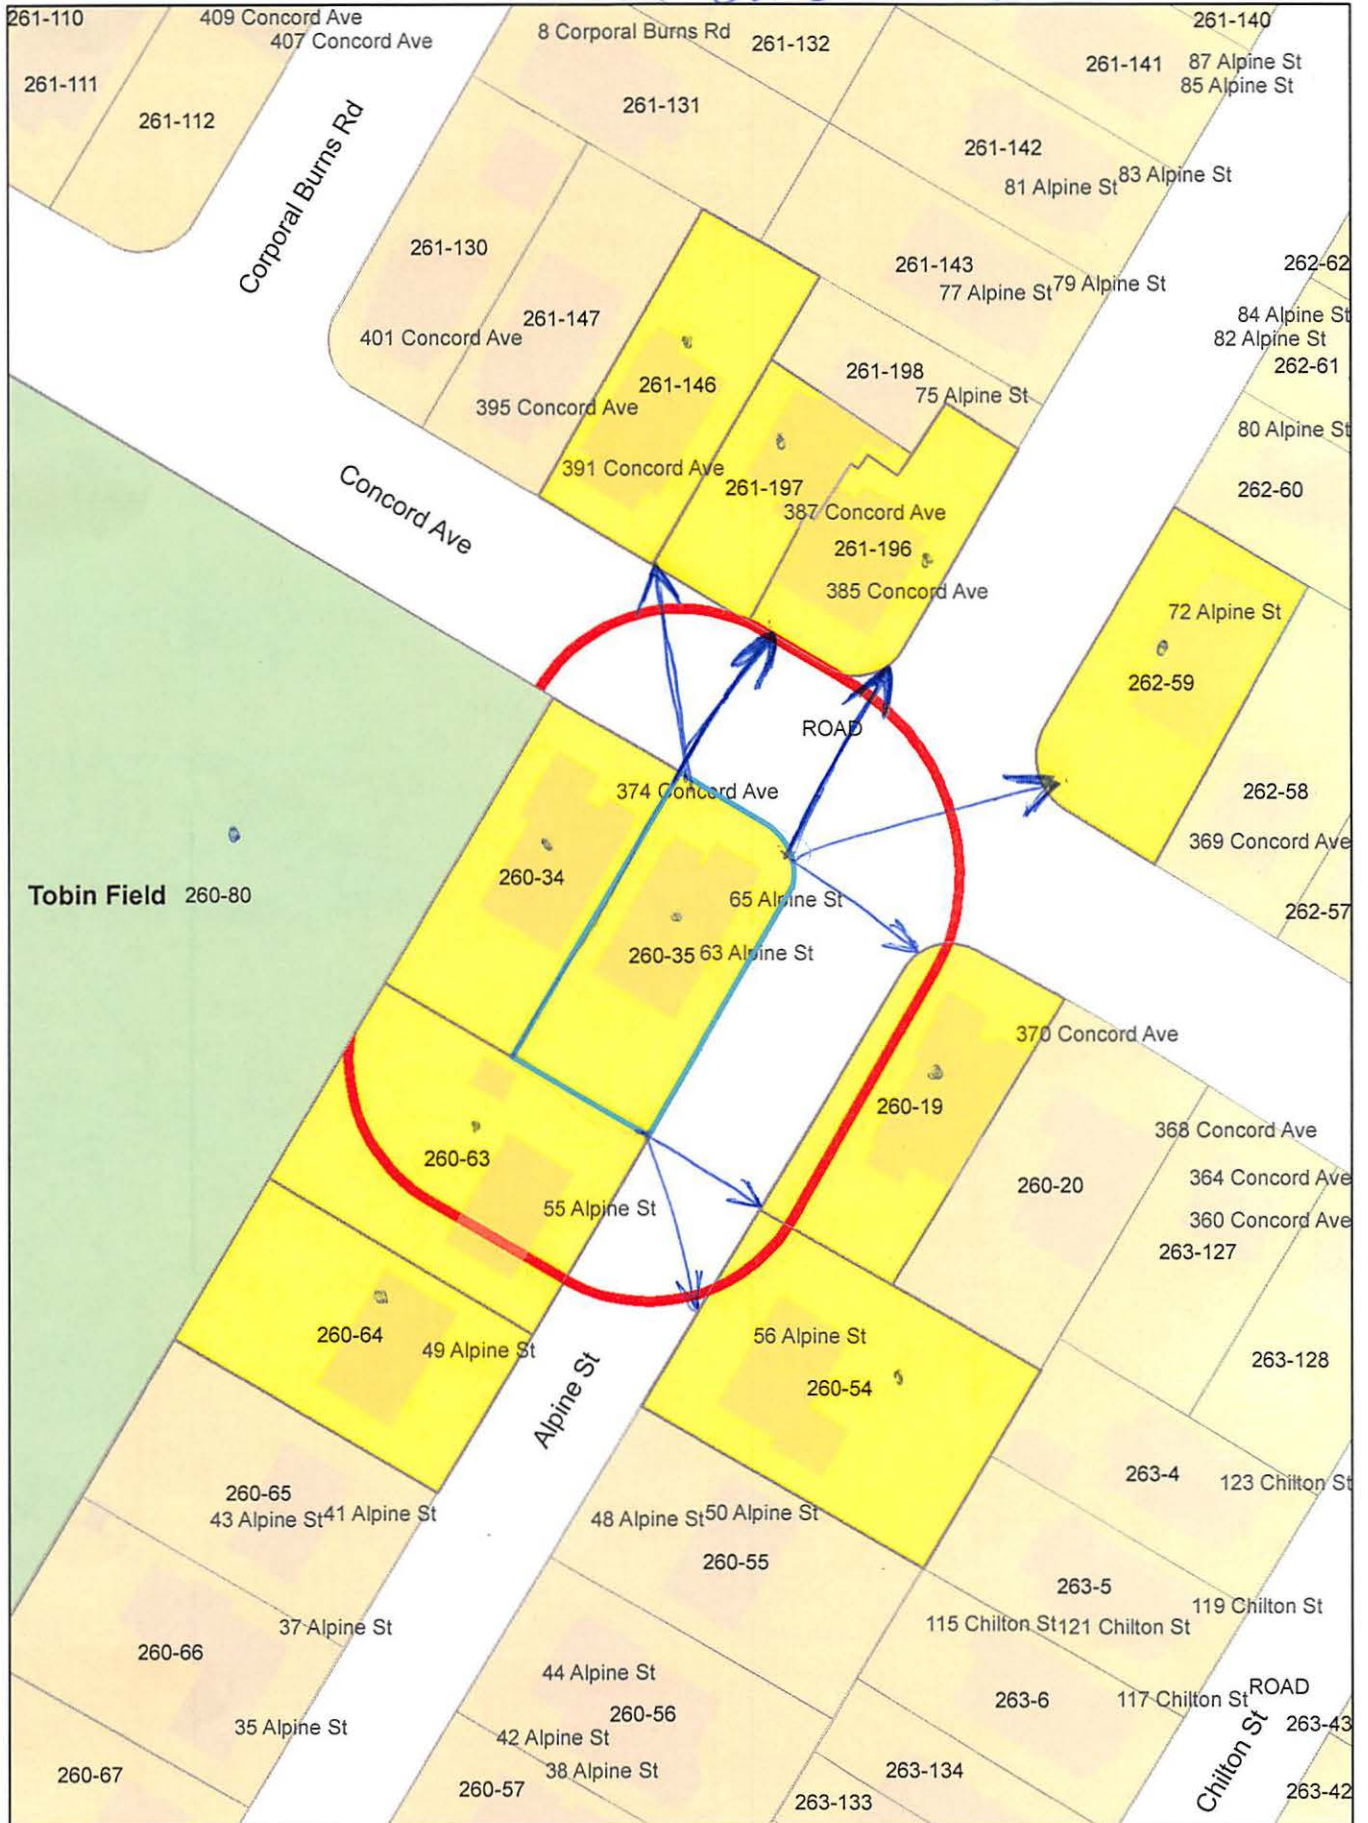 261-110
409 Concord Ave
407 Concord Ave
8 Corporal Burns Rd
261-132
261-140
261-141
87 Alpine St
85 Alpine St
261-111
261-112
261-131
Corporal Burns Rd
261-142
83 Alpine St
81 Alpine St
261-130
261-143
79 Alpine St
77 Alpine St
262-62
84 Alpine St
82 Alpine St
262-61
261-147
401 Concord Ave
261-146
261-198
75 Alpine St
395 Concord Ave
80 Alpine St
391 Concord Ave
261-197
262-60
387 Concord Ave
Concord Ave
261-196
385 Concord Ave
72 Alpine St
262-59
ROAD
374 Concord Ave
262-58
369 Concord Ave
260-34
Tobin Field 260-80
65 Alpine St
262-57
260-35 63 Alpine St
370 Concord Ave
260-19
368 Concord Ave
260-63
260-20
364 Concord Ave
55 Alpine St
360 Concord Ave
263-127
260-64
49 Alpine St
56 Alpine St
263-128
260-54
Alpine St
263-4
123 Chilton St
260-65
43 Alpine St 41 Alpine St
48 Alpine St 50 Alpine St
260-55
263-5
119 Chilton St
37 Alpine St
115 Chilton St 121 Chilton St
260-66
44 Alpine St
263-6
117 Chilton St
ROAD
260-56
35 Alpine St
263-43
42 Alpine St
Chilton St
260-67
38 Alpine St
263-134
260-57
263-133
263-42